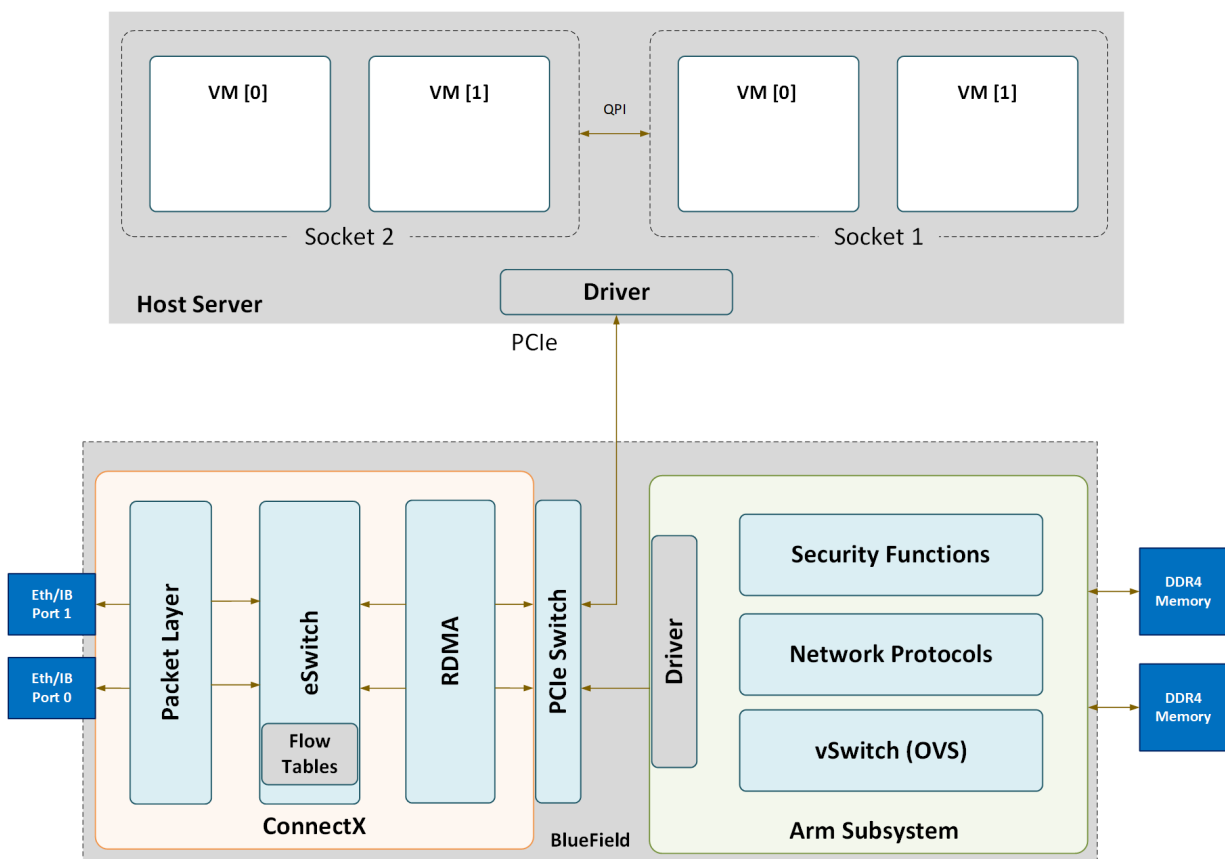 VM [0]
VM [1]
QPI
VM [0]
VM [1]
Socket 2
Socket 1
Driver
Host Server
PCIe
Eth/IB
Port 1
Eth/IB
Port 0
Packet Layer
eSwitch
Flow
Tables
RDMA
ConnectX
PCIe Switch
BlueField
Driver
Security Functions
Network Protocols
vSwitch (OVS)
Arm Subsystem
DDR4
Memory
DDR4
Memory